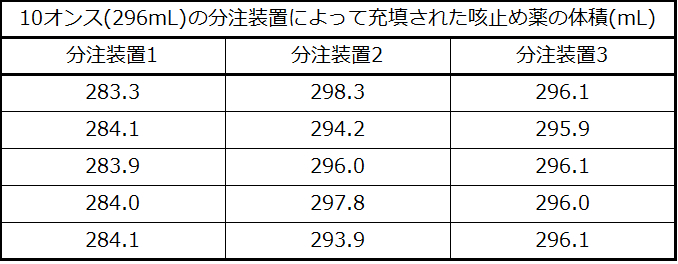 10オンス(296mL)の分注装置によって充填された咳止め薬の体積(mL)
分注装置1 分注装置2 分注装置3
283.3 298.3 296.1
284.1 294.2 295.9
283.9 296.0 296.1
284.0 297.8 296.0
284.1 293.9 296.1